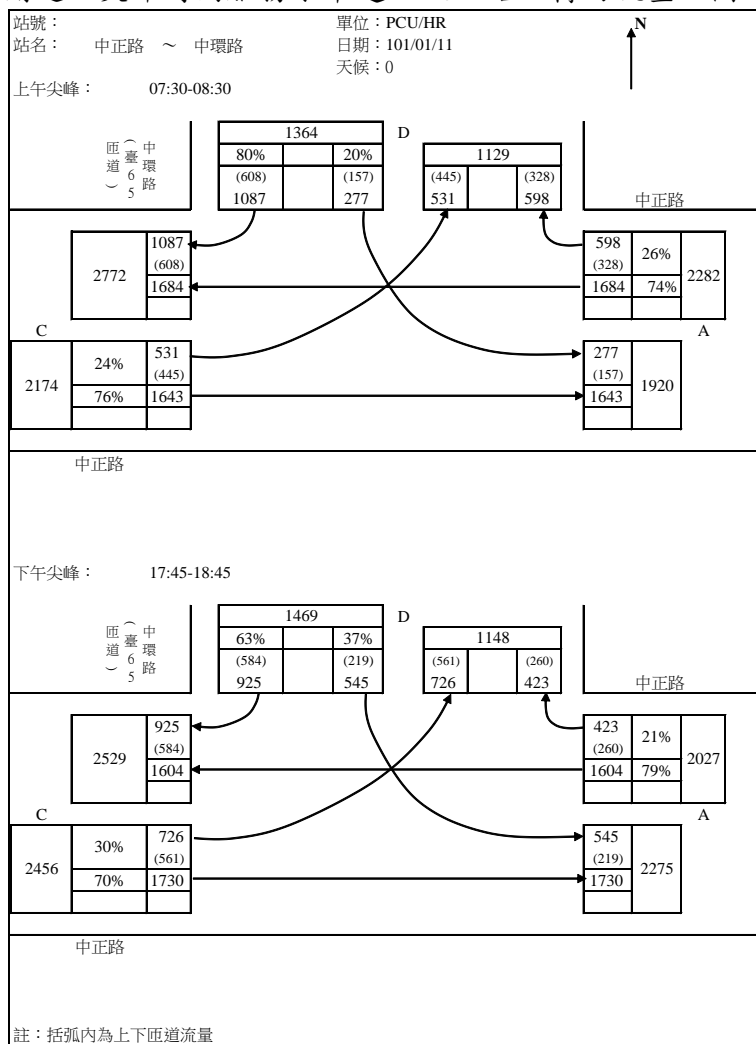 站號：
單位：PCU/HR
N
站名： 中正路 ～ 中環路
日期：101/01/11
天候：0
上午尖峰： 07:30-08:30
中環路
（臺65
匝道）
1364
D
80% 20%
1129
(608) (157)
(445) (328)
1087 277
531 598
中正路
1087
(608)
2772
1684
598
(328)
26%
2282
1684 74%
C
A
2174
24%
531
(445)
76% 1643
277
(157)
1920
1643
中正路
下午尖峰： 17:45-18:45
中環路
（臺65
匝道）
1469
D
63% 37%
1148
(584) (219)
(561) (260)
925 545
726 423
中正路
925
(584)
2529
1604
423
(260)
21%
2027
1604 79%
C
A
2456
30%
726
(561)
70% 1730
545
(219)
2275
1730
中正路
註：括弧內為上下匝道流量